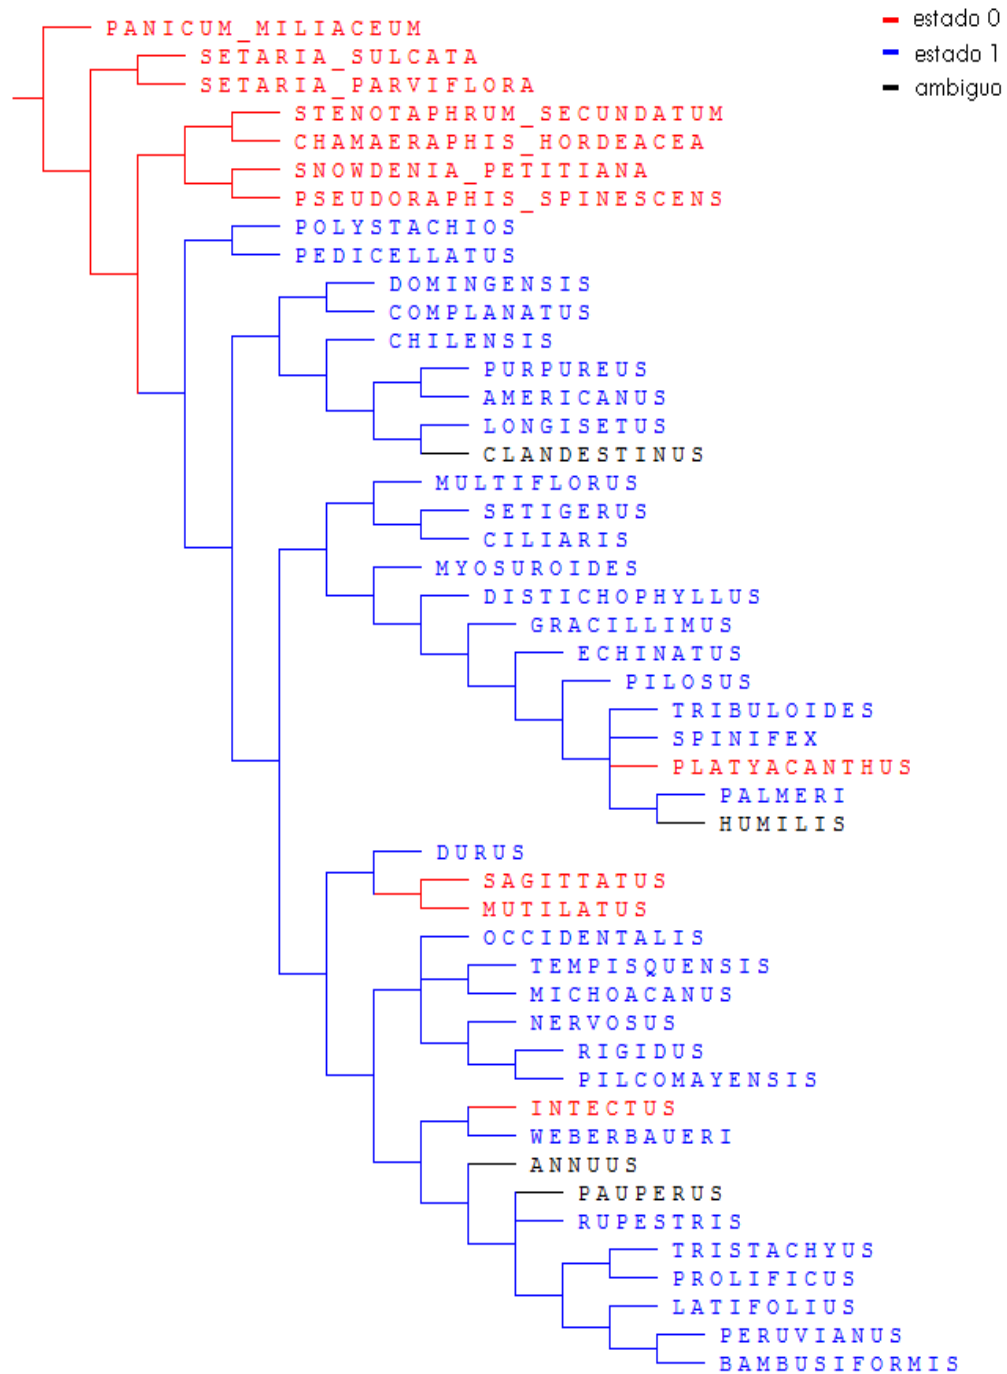 estado 0
estado 1
ambiguo
PANICUM_MILIACEUM
SETARIA_SULCATA
SETARIA_PARVIFLORA
STENOTAPHRUM_SECUNDATUM
CHAMAERAPHIS_HORDEACEA
SNOWDENIA_PETITIANA
PSEUDORAPHIS_SPINESCENS
POLYSTACHIOS
PEDICELLATUS
DOMINGENSIS
COMPLANATUS
CHILENSIS
PURPUREUS
AMERICANUS
LONGISETUS
CLANDESTINUS
MULTIFLORUS
SETIGERUS
CILIARIS
MYOSUROIDES
DISTICHOPHYLLUS
GRACILLIMUS
ECHINATUS
PILOSUS
TRIBULOIDES
SPINIFEX
PLATYACANTHUS
PALMERI
HUMILIS
DURUS
SAGITTATUS
MUTILATUS
OCCIDENTALIS
TEMPISQUENSIS
MICHOACANUS
NERVOSUS
RIGIDUS
PILCOMAYENSIS
INTECTUS
WEBERBAUERI
ANNUUS
PAUPERUS
RUPESTRIS
TRISTACHYUS
PROLIFICUS
LATIFOLIUS
PERUVIANUS
BAMBUSIFORMIS